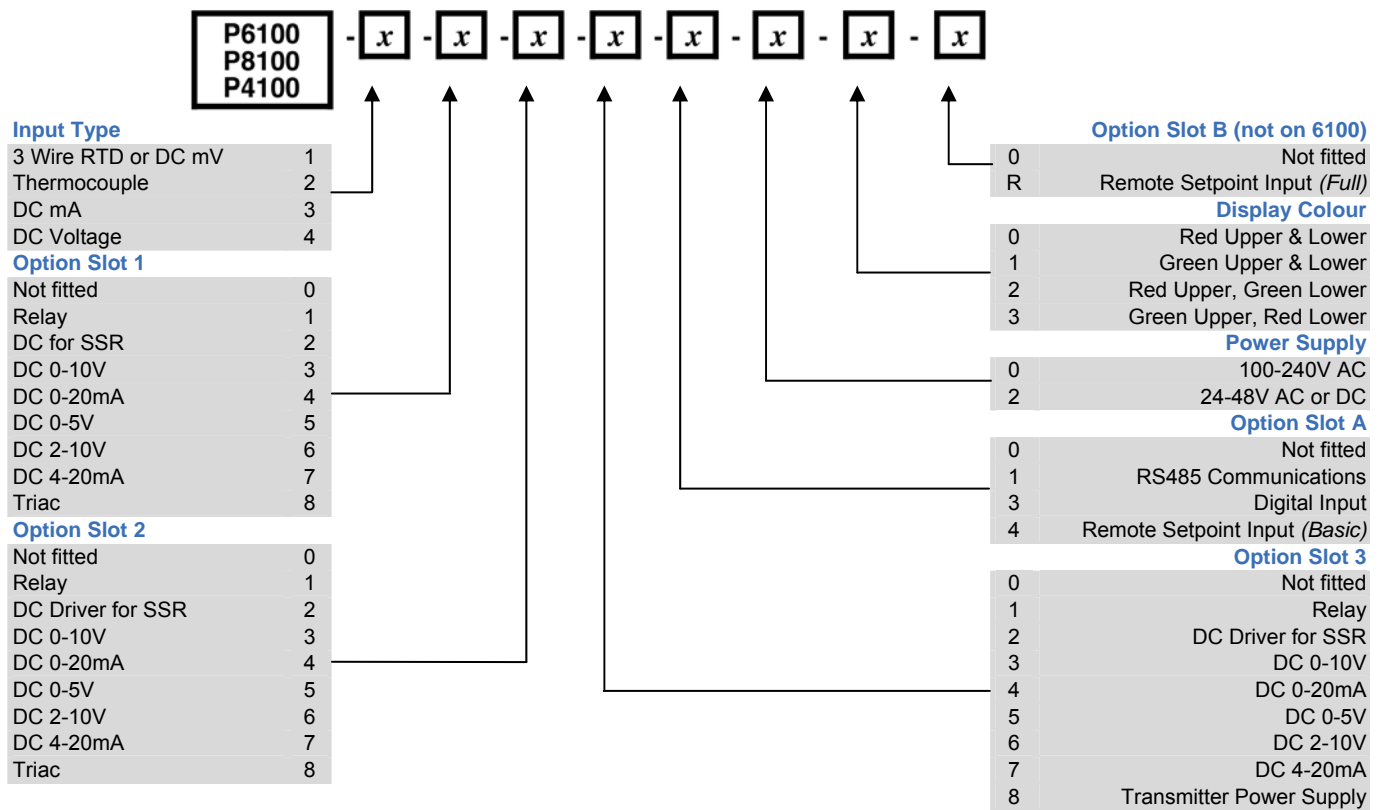 P6100
P8100
P4100
- x - x - x - x - x - x - x - x
Input Type
3 Wire RTD or DC mV 1
Thermocouple 2
DC mA 3
DC Voltage 4
Option Slot 1
Not fitted 0
Relay 1
DC for SSR 2
DC 0-10V 3
DC 0-20mA 4
DC 0-5V 5
DC 2-10V 6
DC 4-20mA 7
Triac 8
Option Slot 2
Not fitted 0
Relay 1
DC Driver for SSR 2
DC 0-10V 3
DC 0-20mA 4
DC 0-5V 5
DC 2-10V 6
DC 4-20mA 7
Triac 8
Option Slot B (not on 6100)
0 Not fitted
R Remote Setpoint Input (Full)
Display Colour
0 Red Upper & Lower
1 Green Upper & Lower
2 Red Upper, Green Lower
3 Green Upper, Red Lower
Power Supply
0 100-240V AC
2 24-48V AC or DC
Option Slot A
0 Not fitted
1 RS485 Communications
3 Digital Input
4 Remote Setpoint Input (Basic)
Option Slot 3
0 Not fitted
1 Relay
2 DC Driver for SSR
3 DC 0-10V
4 DC 0-20mA
5 DC 0-5V
6 DC 2-10V
7 DC 4-20mA
8 Transmitter Power Supply